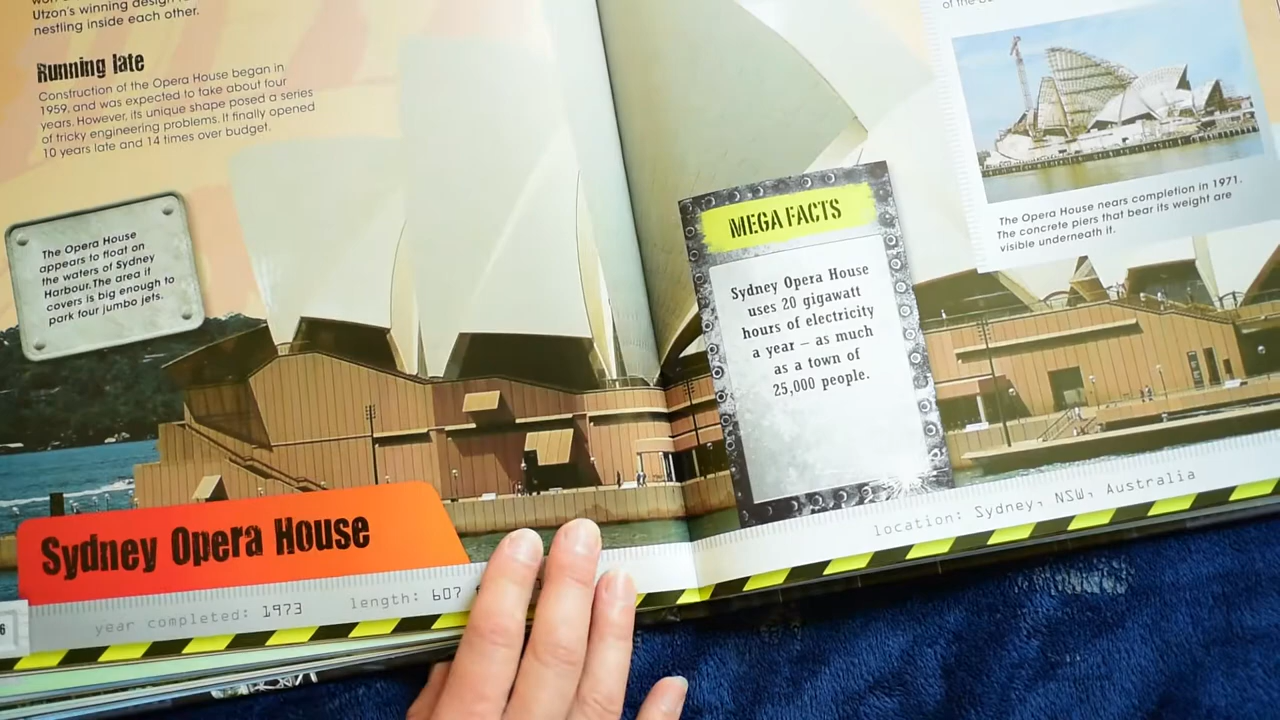 Utzon's winning design
nestling inside each other.
Running late
Construction of the Opera House began in
1959, and was expected to take about four
years. However, its unique shape posed a series
of tricky engineering problems. It finally opened
10 years late and 14 times over budget.
The Opera House
appears to float on
the waters of Sydney
Harbour. The area it
covers is big enough to
park four jumbo jets.
Sydney Opera House
6
year completed: 1973
length: 607
MEGA FACTS
Sydney Opera House
uses 20 gigawatt
hours of electricity
a year – as much
as a town of
25,000 people.
of the
The Opera House nears completion in 1971.
The concrete piers that bear its weight are
visible underneath it.
location: Sydney, NSW, Australia